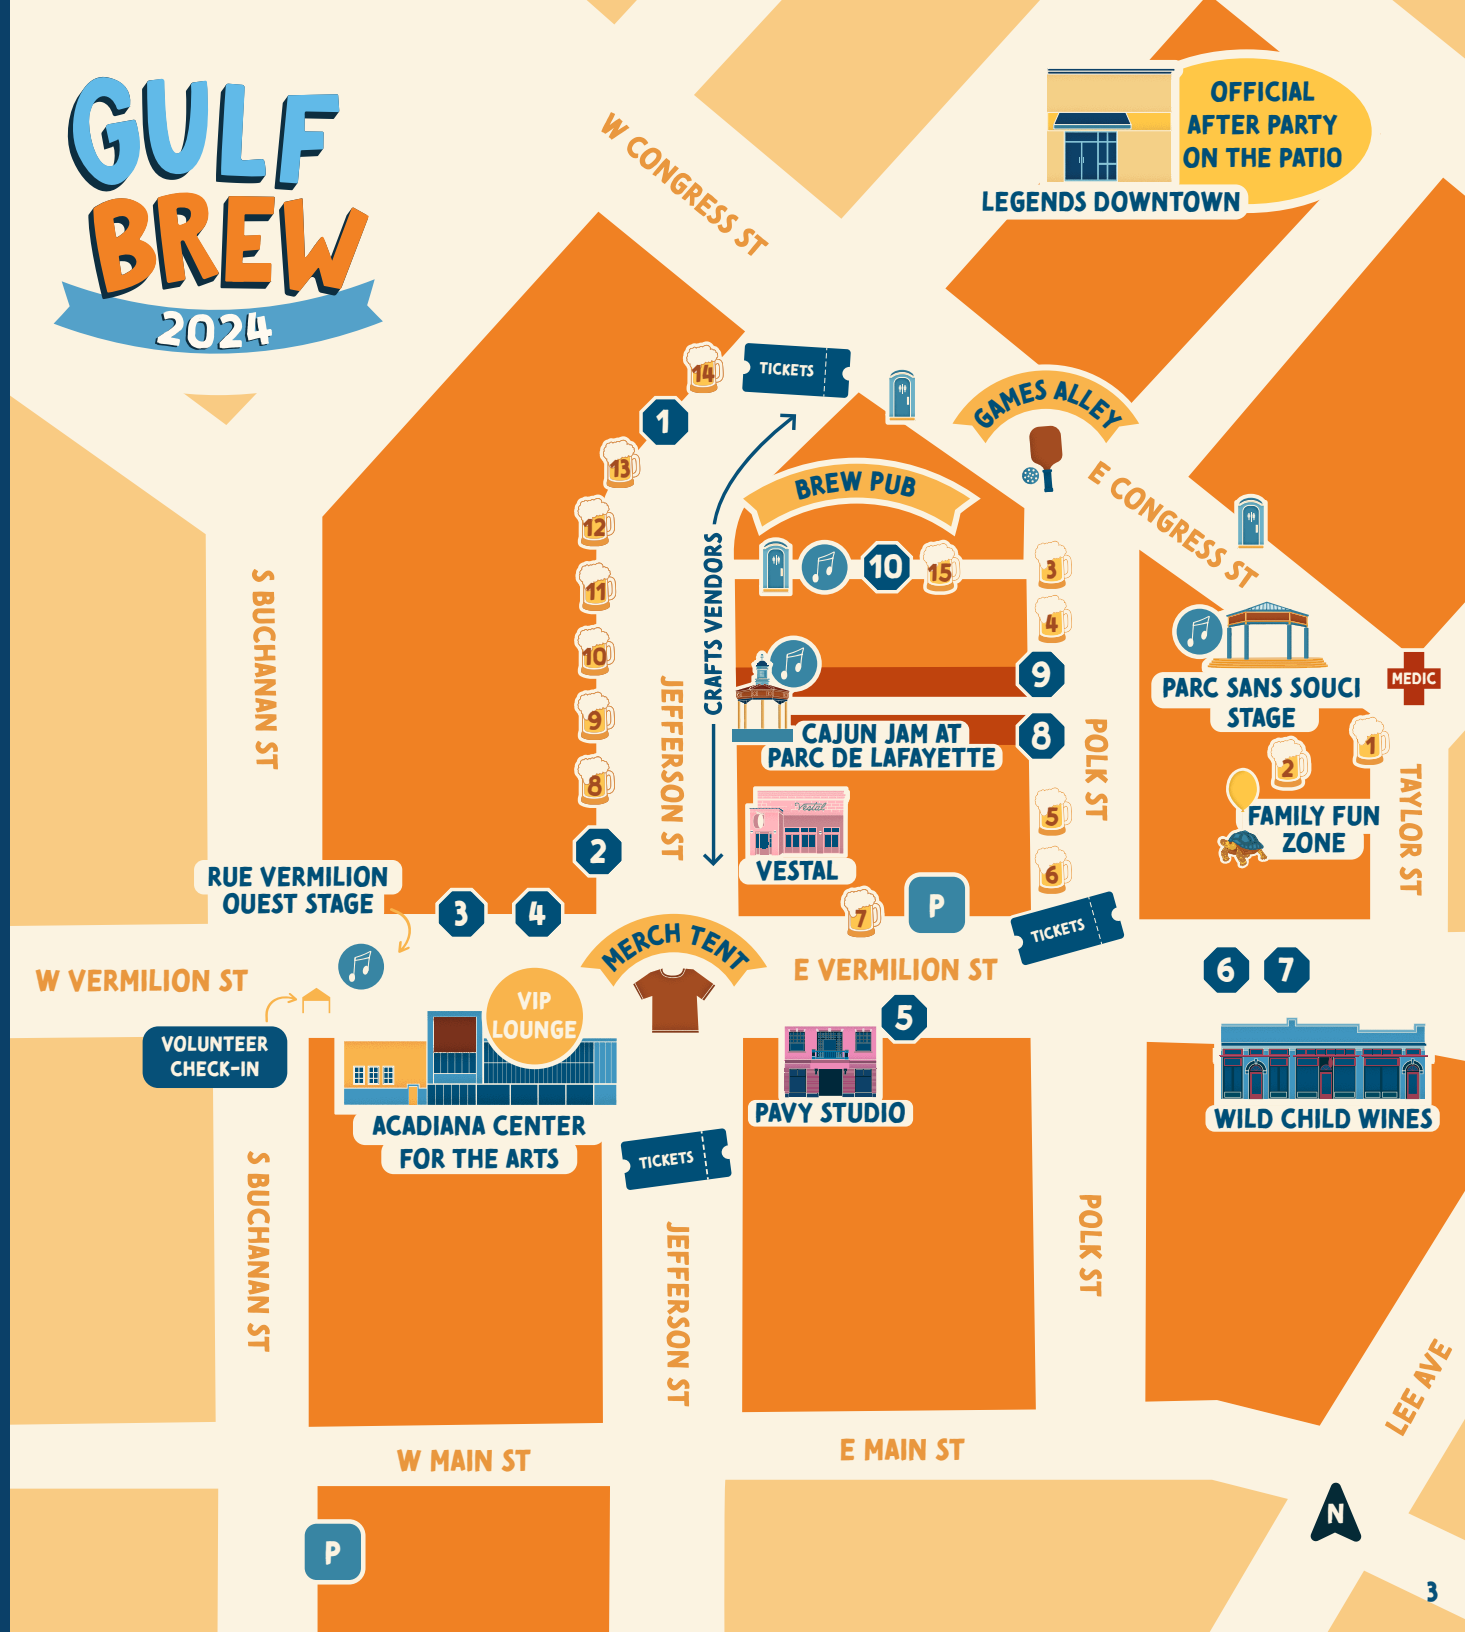 GULF
BREW
2024
W CONGRESS ST
OFFICIAL
AFTER PARTY
ON THE PATIO
LEGENDS DOWNTOWN
14
TICKETS
1
GAMES ALLEY
13
BREW PUB
E CONGRESS ST
12
CRAFTS VENDORS
10
15
3
11
4
S BUCHANAN ST
10
9
PARC SANS SOUCI
STAGE
MEDIC
9
JEFFERSON ST
CAJUN JAM AT
PARC DE LAFAYETTE
8
POLK ST
1
2
8
Vestal
5
FAMILY FUN
ZONE
TAYLOR ST
2
VESTAL
6
RUE VERMILION
OUEST STAGE
3
4
7
P
TICKETS
MERCH TENT
W VERMILION ST
E VERMILION ST
6
7
VIP
LOUNGE
5
VOLUNTEER
CHECK-IN
ACADIANA CENTER
FOR THE ARTS
PAVY STUDIO
WILD CHILD WINES
TICKETS
S BUCHANAN ST
JEFFERSON ST
POLK ST
LEE AVE
W MAIN ST
E MAIN ST
N
P
3